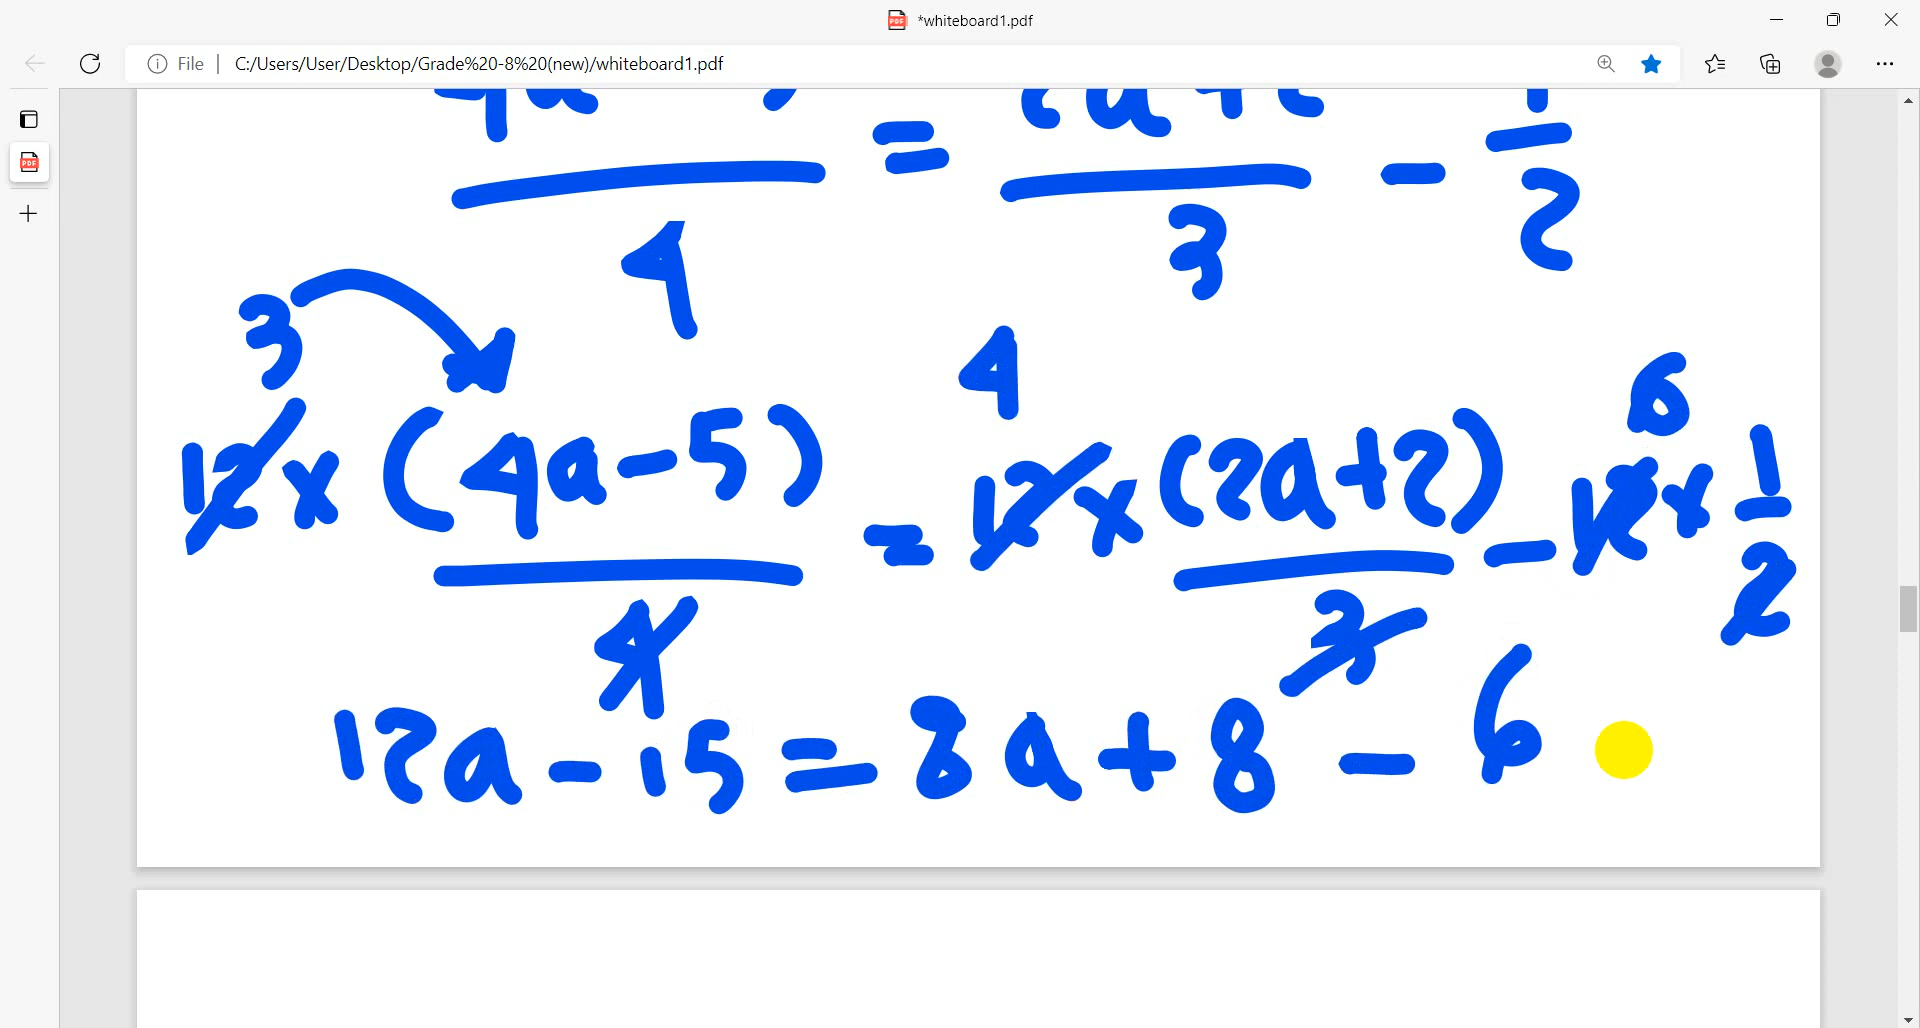 *whiteboard1.pdf
File | C:/Users/User/Desktop/Grade%20-8%20(new)/whiteboard1.pdf
= −
4 3 2
3 4 6
12 x (4a − 5) = 12 x (2a + 2) − 12 x 1
4 3 2
12a − 15 = 8a + 8 − 6